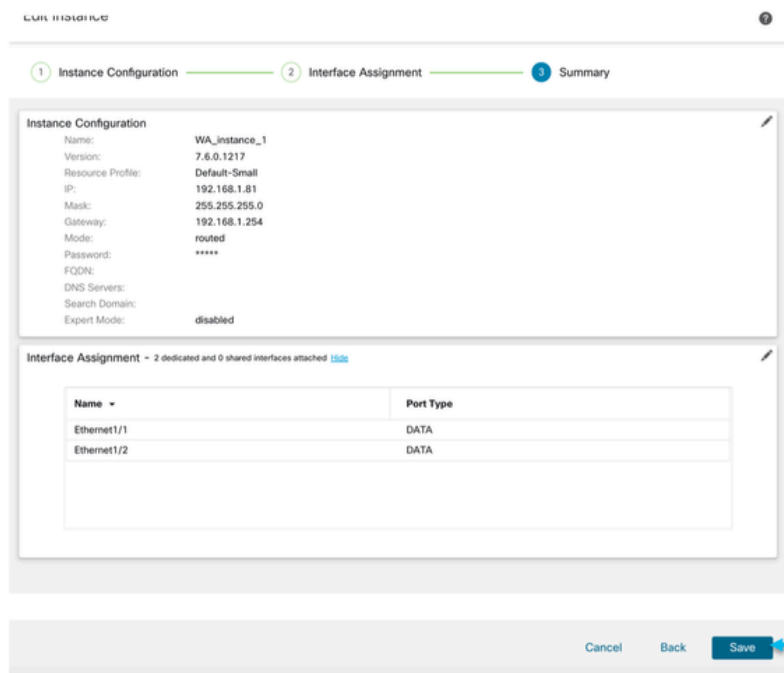 Edit Instance
?
1 Instance Configuration 2 Interface Assignment 3 Summary
Instance Configuration
Name: WA_instance_1
Version: 7.6.0.1217
Resource Profile: Default-Small
IP: 192.168.1.81
Mask: 255.255.255.0
Gateway: 192.168.1.254
Mode: routed
Password: *****
FQDN:
DNS Servers:
Search Domain:
Expert Mode: disabled
Interface Assignment - 2 dedicated and 0 shared interfaces attached Hide
Name Port Type
Ethernet1/1 DATA
Ethernet1/2 DATA
Cancel Back Save